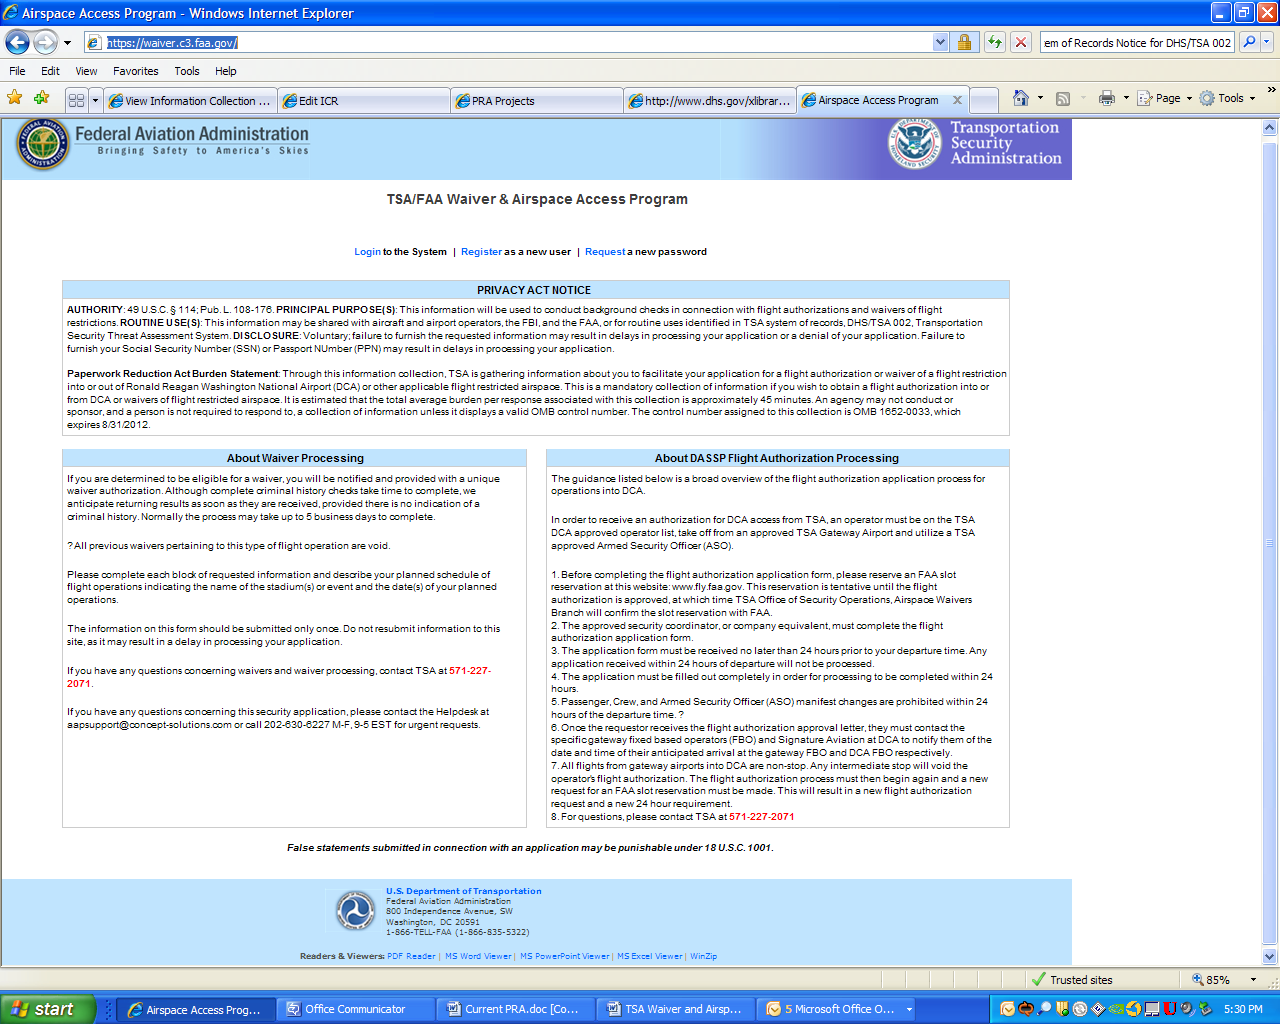 Airspace Access Program - Windows Internet Explorer
https://waiver.c3.faa.gov/
em of Records Notice for DHS/TSA 002
File Edit View Favorites Tools Help
View Information Collection ... Edit ICR PRA Projects http://www.dhs.gov/xlibrar... Airspace Access Program Page Tools
Federal Aviation Administration
Bringing Safety to America's Skies
Transportation
Security
Administration
TSA/FAA Waiver & Airspace Access Program
Login to the System | Register as a new user | Request a new password
PRIVACY ACT NOTICE
AUTHORITY: 49 U.S.C. § 114; Pub. L. 108-176. PRINCIPAL PURPOSE(S): This information will be used to conduct background checks in connection with flight authorizations and waivers of flight
restrictions. ROUTINE USE(S): This information may be shared with aircraft and airport operators, the FBI, and the FAA, or for routine uses identified in TSA system of records, DHS/TSA 002, Transportation
Security Threat Assessment System. DISCLOSURE: Voluntary; failure to furnish the requested information may result in delays in processing your application or a denial of your application. Failure to
furnish your Social Security Number (SSN) or Passport NUmber (PPN) may result in delays in processing your application.
Paperwork Reduction Act Burden Statement: Through this information collection, TSA is gathering information about you to facilitate your application for a flight authorization or waiver of a flight restriction
into or out of Ronald Reagan Washington National Airport (DCA) or other applicable flight restricted airspace. This is a mandatory collection of information if you wish to obtain a flight authorization into or
from DCA or waivers of flight restricted airspace. It is estimated that the total average burden per response associated with this collection is approximately 45 minutes. An agency may not conduct or
sponsor, and a person is not required to respond to, a collection of information unless it displays a valid OMB control number. The control number assigned to this collection is OMB 1652-0033, which
expires 8/31/2012.
About Waiver Processing
If you are determined to be eligible for a waiver, you will be notified and provided with a unique
waiver authorization. Although complete criminal history checks take time to complete, we
anticipate returning results as soon as they are received, provided there is no indication of a
criminal history. Normally the process may take up to 5 business days to complete.
? All previous waivers pertaining to this type of flight operation are void.
Please complete each block of requested information and describe your planned schedule of
flight operations indicating the name of the stadium(s) or event and the date(s) of your planned
operations.
The information on this form should be submitted only once. Do not resubmit information to this
site, as it may result in a delay in processing your application.
If you have any questions concerning waivers and waiver processing, contact TSA at 571-227-
2071.
If you have any questions concerning this security application, please contact the Helpdesk at
aapsupport@concept-solutions.com or call 202-630-6227 M-F, 9-5 EST for urgent requests.
About DASSP Flight Authorization Processing
The guidance listed below is a broad overview of the flight authorization application process for
operations into DCA.
In order to receive an authorization for DCA access from TSA, an operator must be on the TSA
DCA approved operator list, take off from an approved TSA Gateway Airport and utilize a TSA
approved Armed Security Officer (ASO).
1. Before completing the flight authorization application form, please reserve an FAA slot
reservation at this website: www.fly.faa.gov. This reservation is tentative until the flight
authorization is approved, at which time TSA Office of Security Operations, Airspace Waivers
Branch will confirm the slot reservation with FAA.
2. The approved security coordinator, or company equivalent, must complete the flight
authorization application form.
3. The application form must be received no later than 24 hours prior to your departure time. Any
application received within 24 hours of departure will not be processed.
4. The application must be filled out completely in order for processing to be completed within 24
hours.
5. Passenger, Crew, and Armed Security Officer (ASO) manifest changes are prohibited within 24
hours of the departure time. ?
6. Once the requestor receives the flight authorization approval letter, they must contact the
specific gateway fixed based operators (FBO) and Signature Aviation at DCA to notify them of the
date and time of their anticipated arrival at the gateway FBO and DCA FBO respectively.
7. All flights from gateway airports into DCA are non-stop. Any intermediate stop will void the
operator's flight authorization. The flight authorization process must then begin again and a new
request for an FAA slot reservation must be made. This will result in a new flight authorization
request and a new 24 hour requirement.
8. For questions, please contact TSA at 571-227-2071
False statements submitted in connection with an application may be punishable under 18 U.S.C. 1001.
U.S. Department of Transportation
Federal Aviation Administration
800 Independence Avenue, SW
Washington, DC 20591
1-866-TELL-FAA (1-866-835-5322)
Readers & Viewers: PDF Reader | MS Word Viewer | MS PowerPoint Viewer | MS Excel Viewer | WinZip
Trusted sites 85%
start Airspace Access Prog... Office Communicator Current PRA.doc [Co... TSA Waiver and Airsp... 5 Microsoft Office O... 5:30 PM